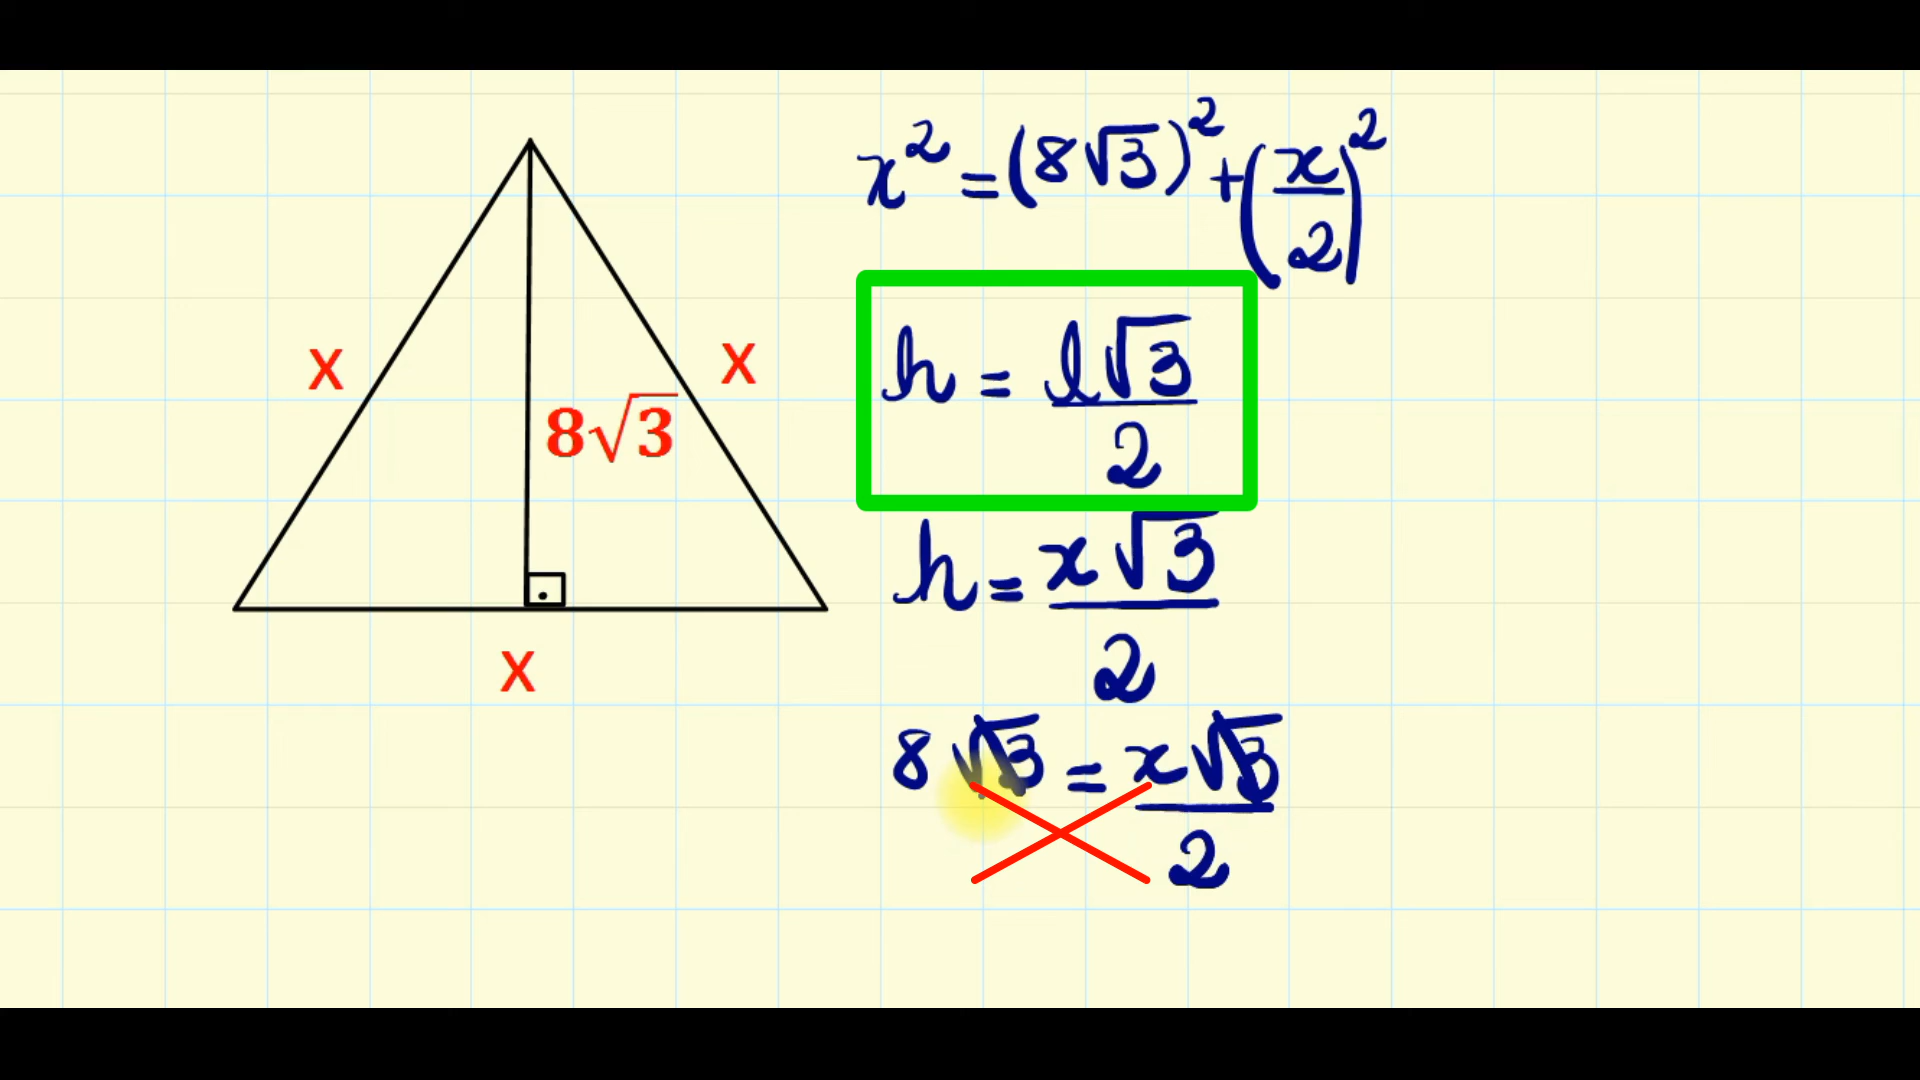 x² = (8√3)² + (x/2)²
h = l√3/2
h = x√3/2
8√3 = x√3/2
X
X
8√3
X